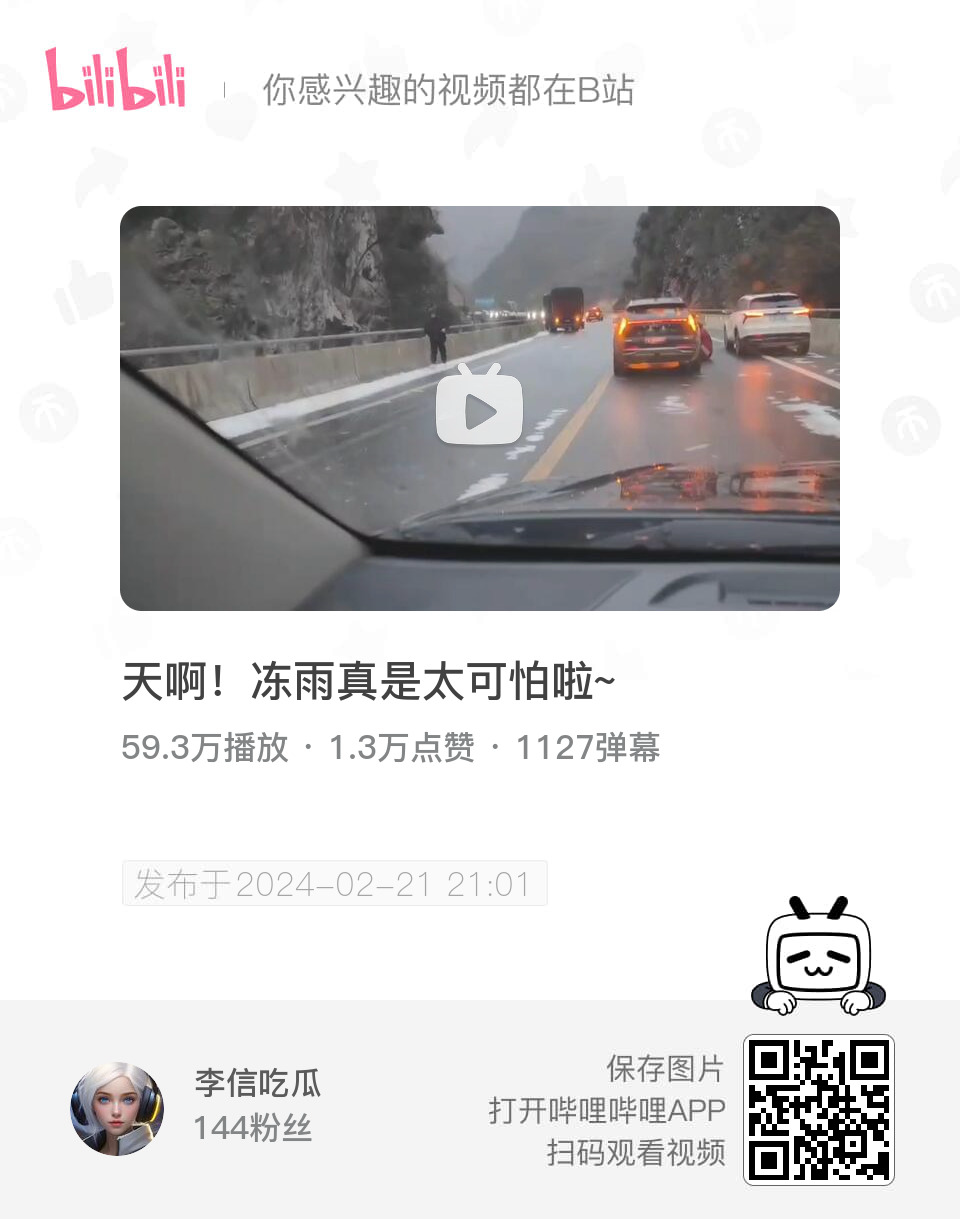 bilibili
你感兴趣的视频都在B站
天啊！冻雨真是太可怕啦~
59.3万播放 · 1.3万点赞 · 1127弹幕
发布于2024-02-21 21:01
李信吃瓜
144粉丝
保存图片
打开哔哩哔哩APP
扫码观看视频